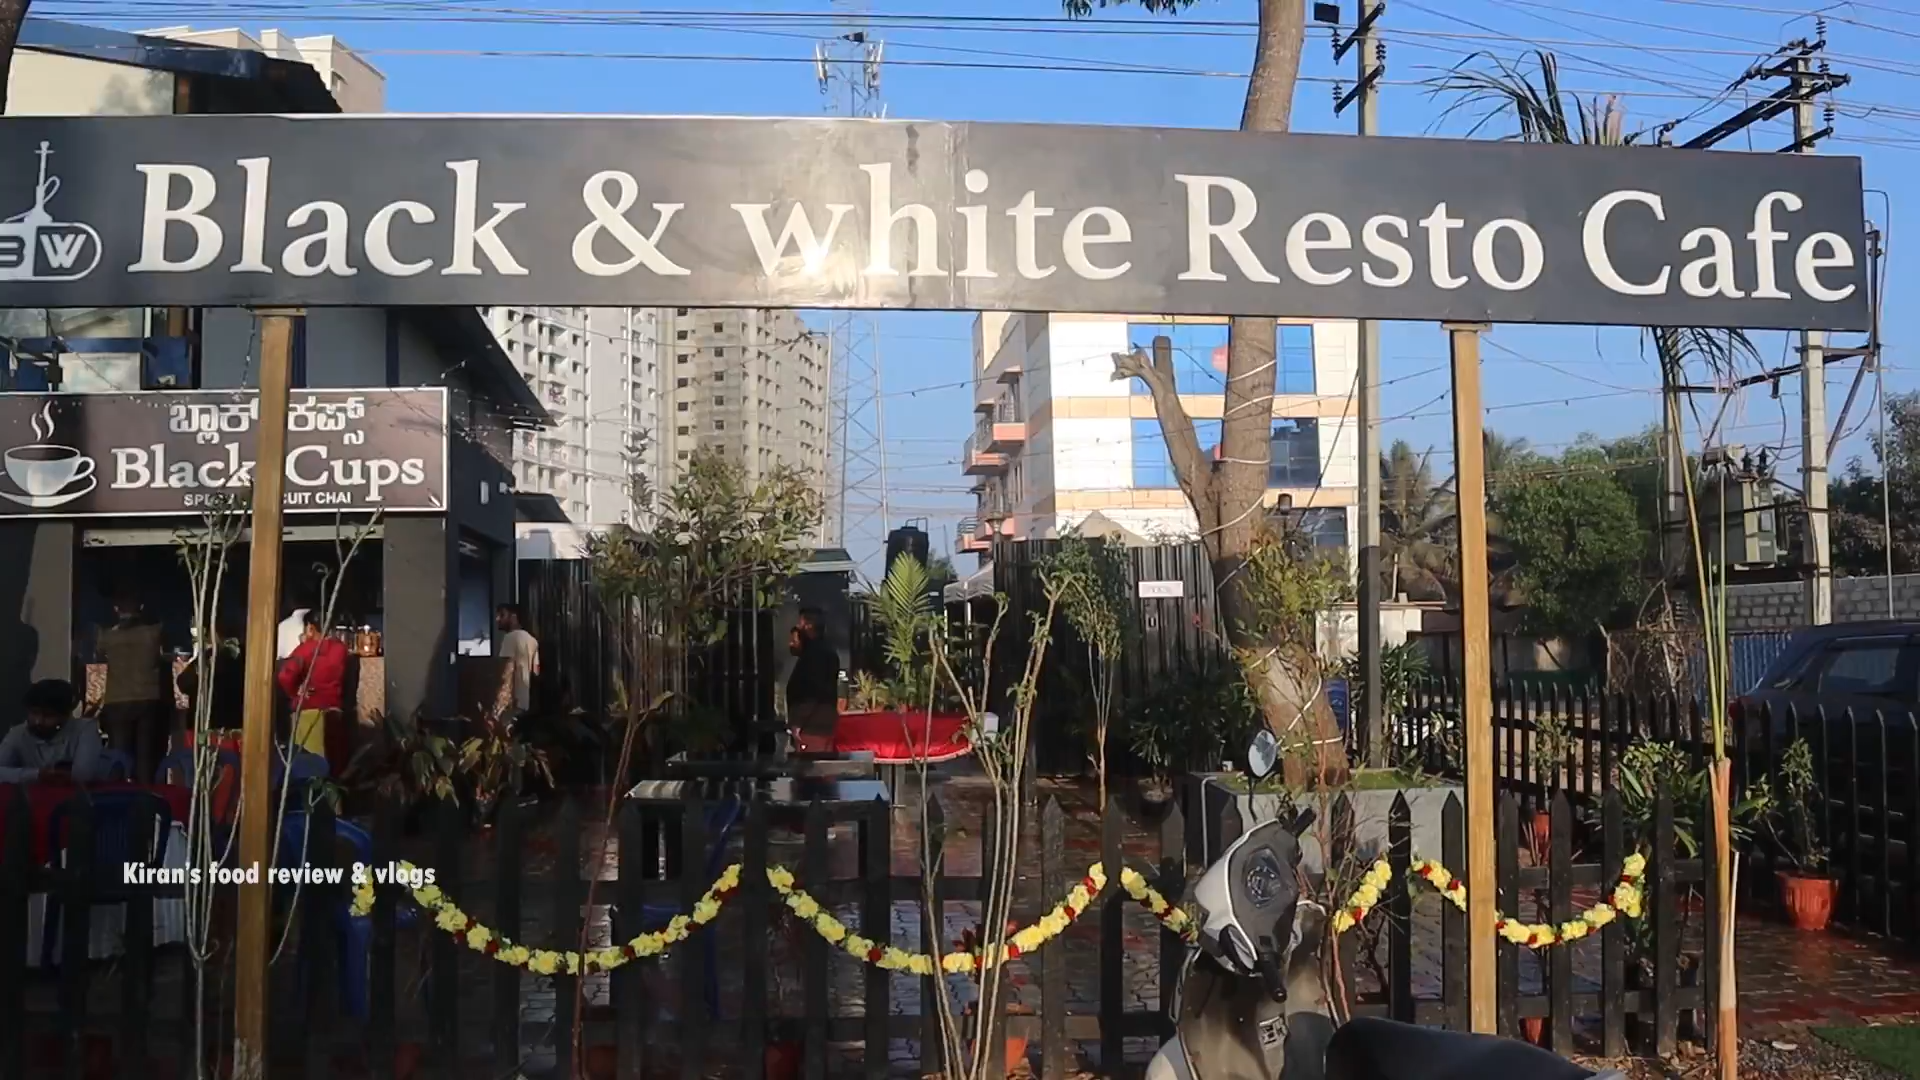 BW Black & white Resto Cafe
ಬ್ಲಾಕ್ ಕಪ್ಸ್
Black Cups
CUIT CHAI
Kiran's food review & vlogs